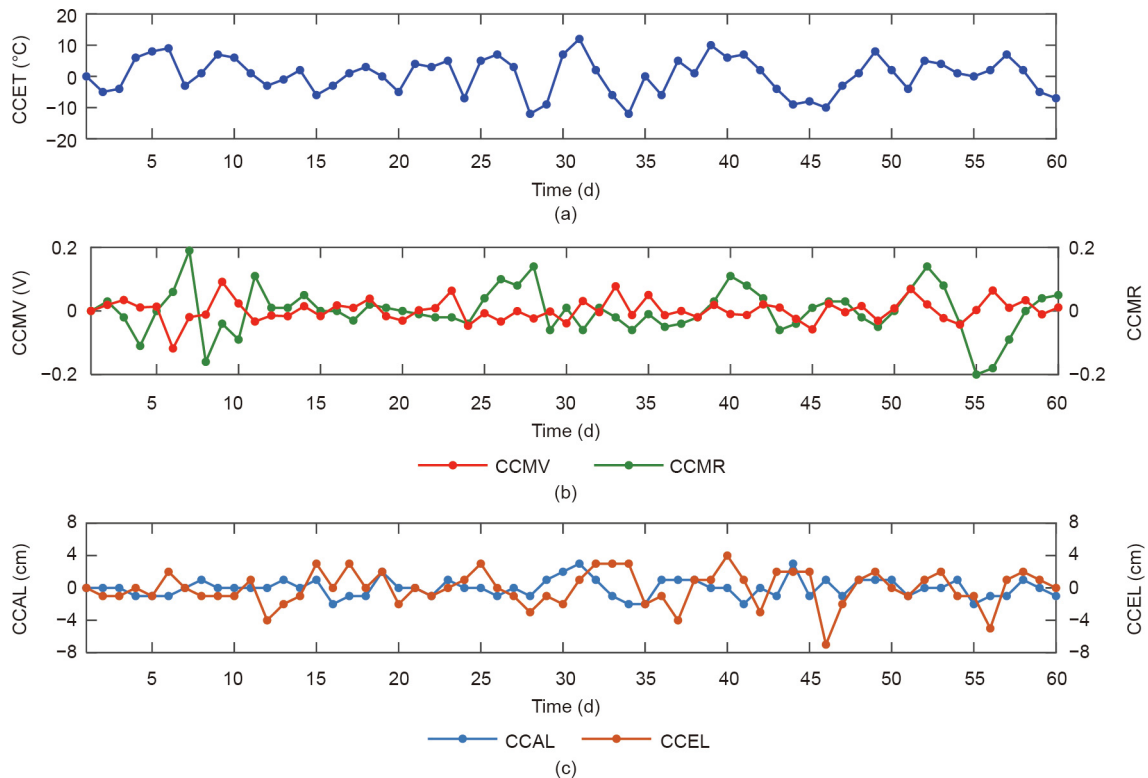 20
10
0
−10
−20
CCET (°C)
5 10 15 20 25 30 35 40 45 50 55 60
Time (d)
(a)
0.2 0.2
0 0
−0.2 −0.2
CCMV (V) CCMR
5 10 15 20 25 30 35 40 45 50 55 60
Time (d)
CCMV CCMR
(b)
8 8
4 4
0 0
−4 −4
−8 −8
CCAL (cm) CCEL (cm)
5 10 15 20 25 30 35 40 45 50 55 60
Time (d)
CCAL CCEL
(c)